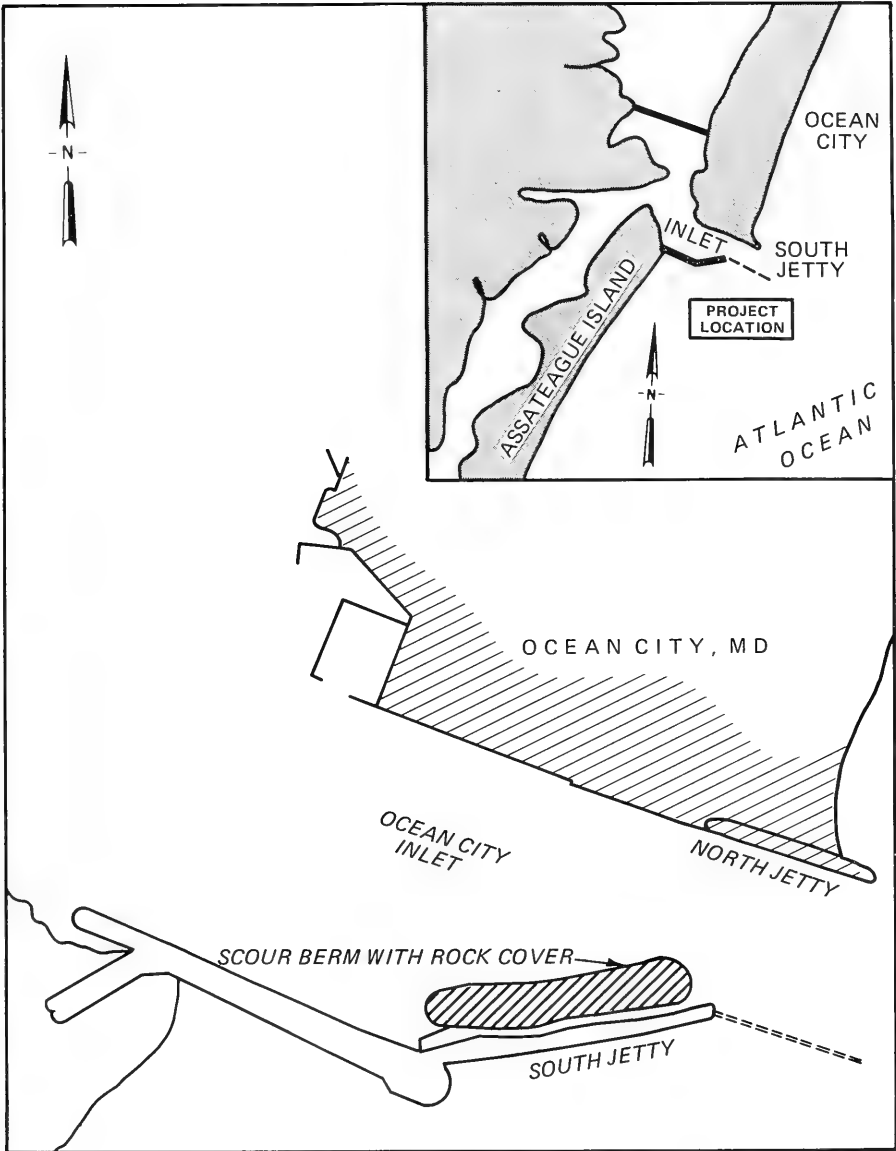 - N -
OCEAN
CITY
INLET
SOUTH
JETTY
PROJECT
LOCATION
ASSATEAGUE ISLAND
- N -
ATLANTIC
OCEAN
OCEAN CITY, MD
OCEAN CITY
INLET
NORTH JETTY
SCOUR BERM WITH ROCK COVER
SOUTH JETTY